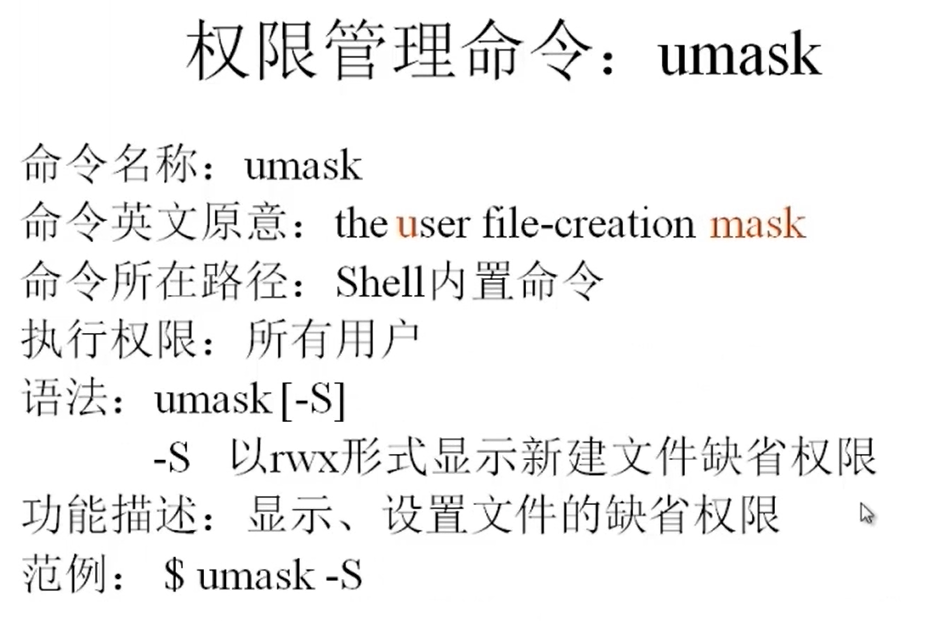 权限管理命令：umask
命令名称：umask
命令英文原意：the user file-creation mask
命令所在路径：Shell内置命令
执行权限：所有用户
语法：umask [-S]
-S 以rwx形式显示新建文件缺省权限
功能描述：显示、设置文件的缺省权限
范例： $ umask -S